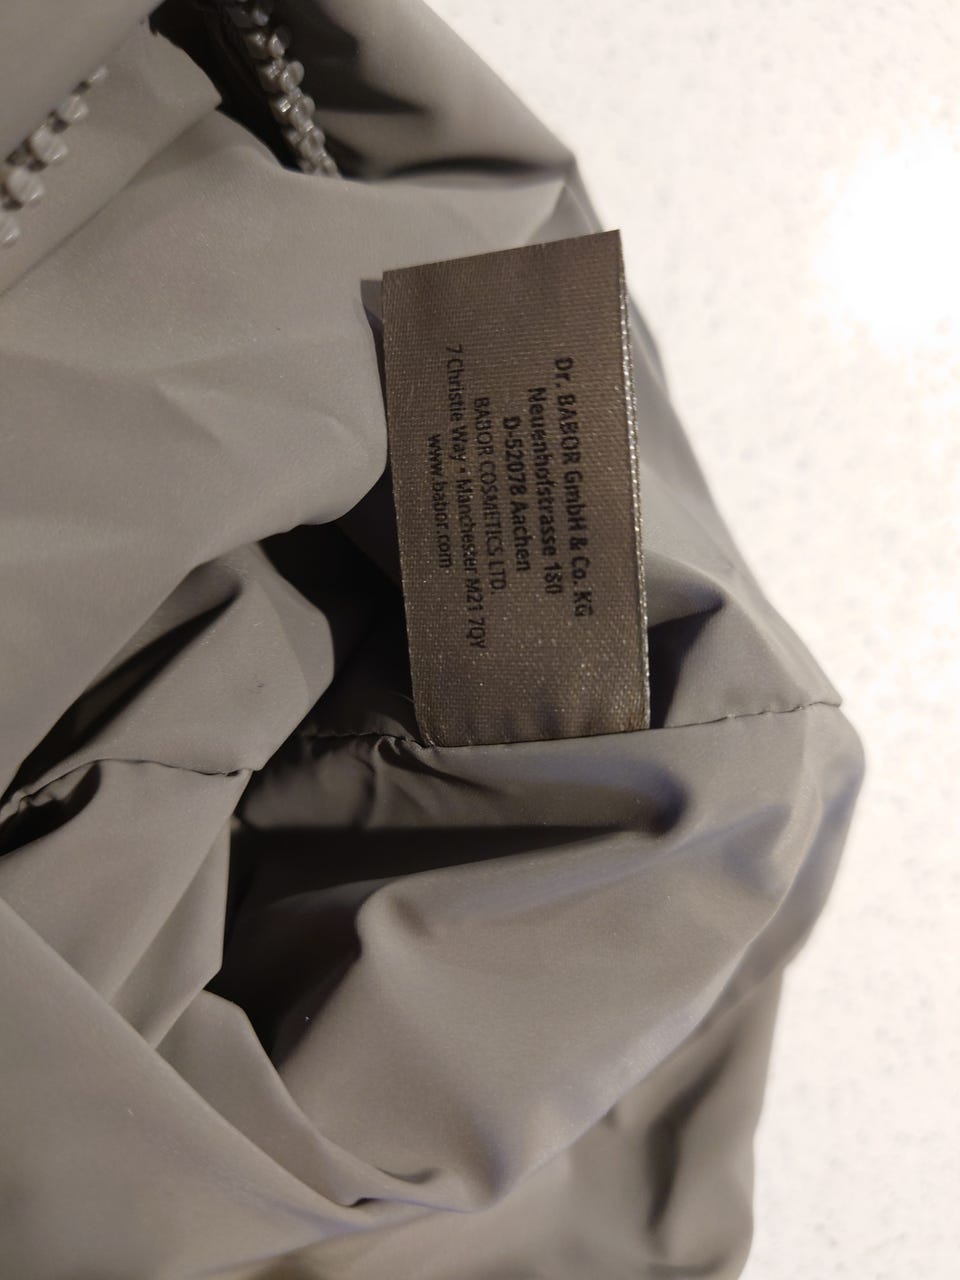 Dr. BABOR GmbH & Co. KG
Neuenhofstrasse 180
D-52078 Aachen
BABOR COSMETICS LTD.
7 Christie Way • Manchester M21 7QY
www.babor.com